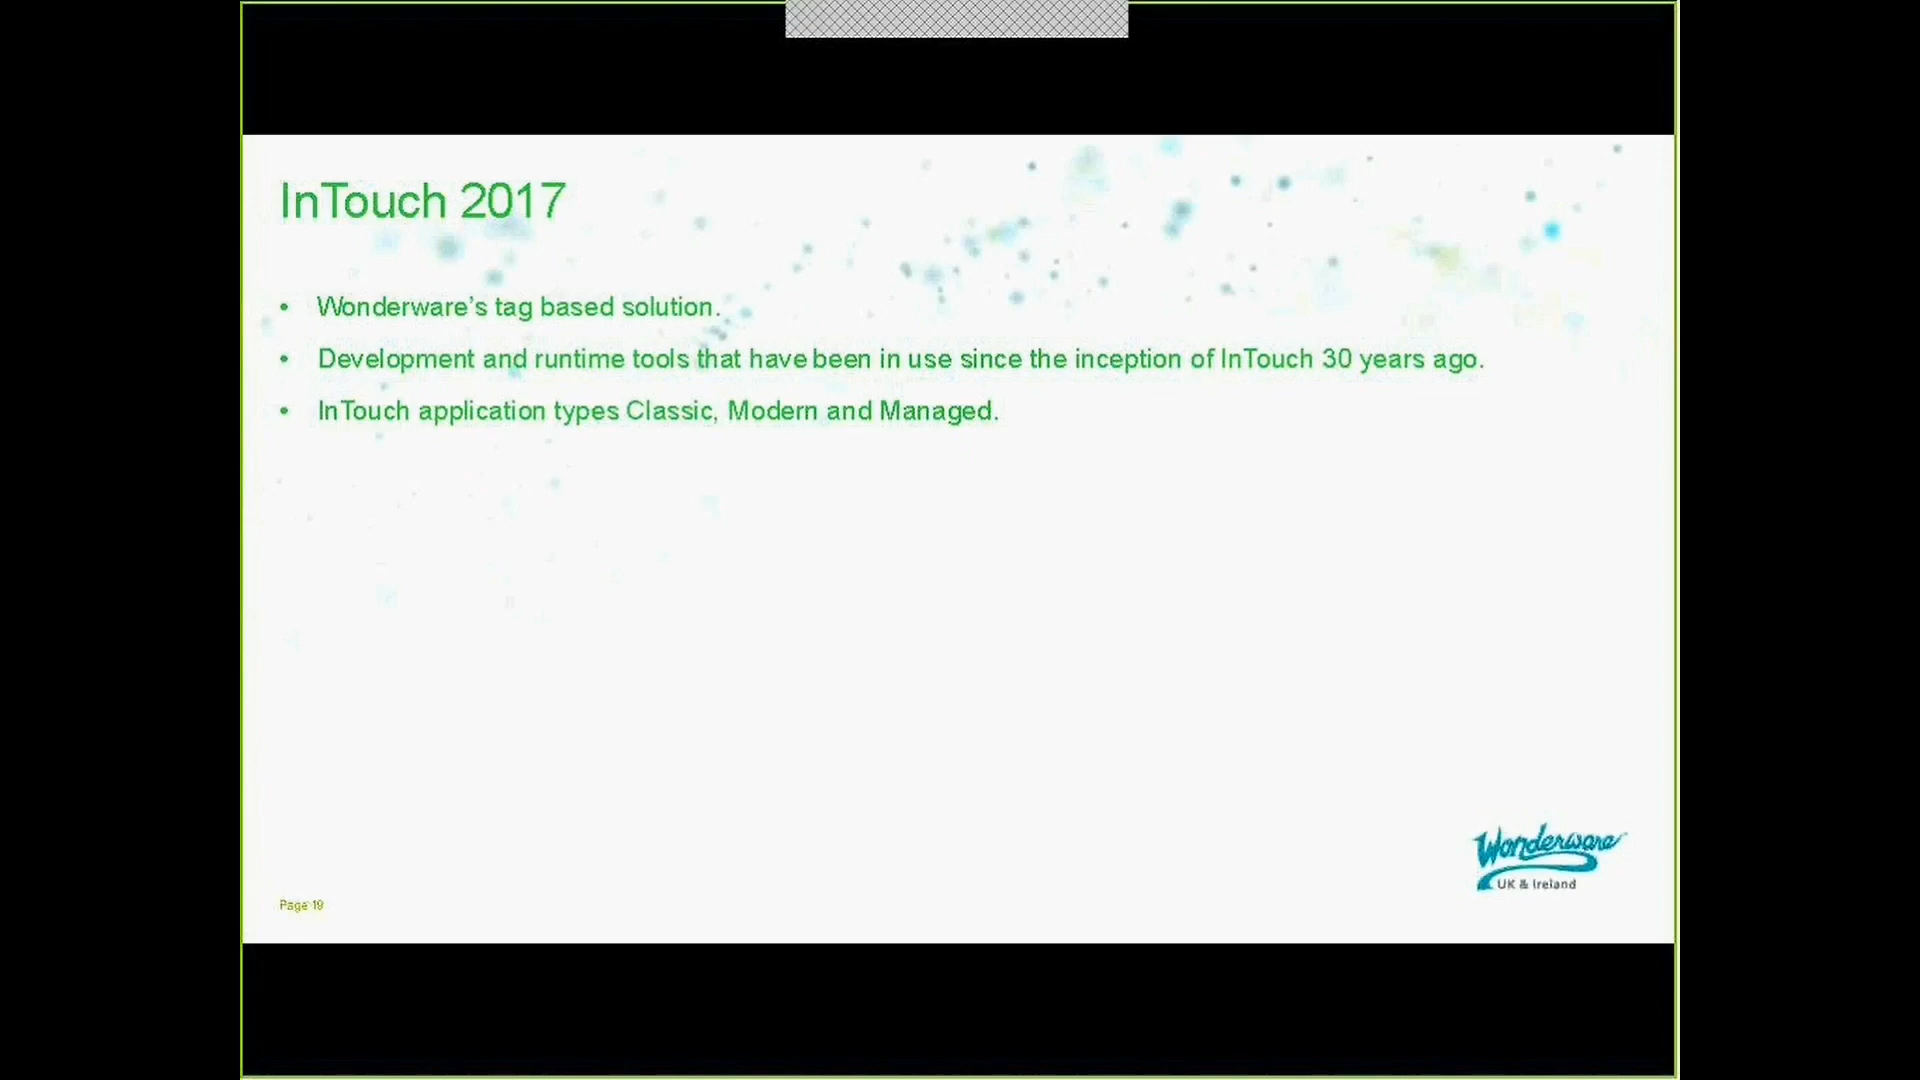 InTouch 2017
• Wonderware's tag based solution.
• Development and runtime tools that have been in use since the inception of InTouch 30 years ago.
• InTouch application types Classic, Modern and Managed.
Wonderware
UK & Ireland
Page 19